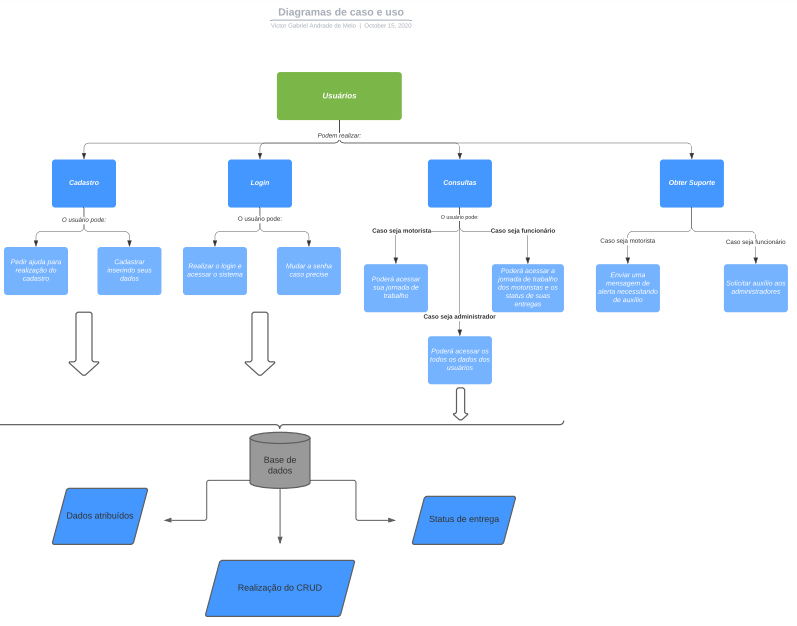 Diagramas de caso e uso
Victor Gabriel Andrade de Melo | October 15, 2020
Usuários
Podem realizar:
Cadastro
Login
Consultas
Obter Suporte
O usuário pode:
O usuário pode:
O usuário pode:
Caso seja motorista
Caso seja funcionário
Caso seja motorista
Caso seja funcionário
Pedir ajuda para
realização do
cadastro
Cadastrar
inserindo seus
dados
Realizar o login e
acessar o sistema
Mudar a senha
caso precise
Poderá acessar
sua jornada de
trabalho
Poderá acessar a
jornada de trabalho
dos motoristas e os
status de suas
entregas
Enviar uma
mensagem de
alerta necessitando
de auxílio
Solicitar auxílio aos
administradores
Caso seja administrador
Poderá acessar os
todos os dados dos
usuários
Base de
dados
Dados atribuídos
Status de entrega
Realização do CRUD